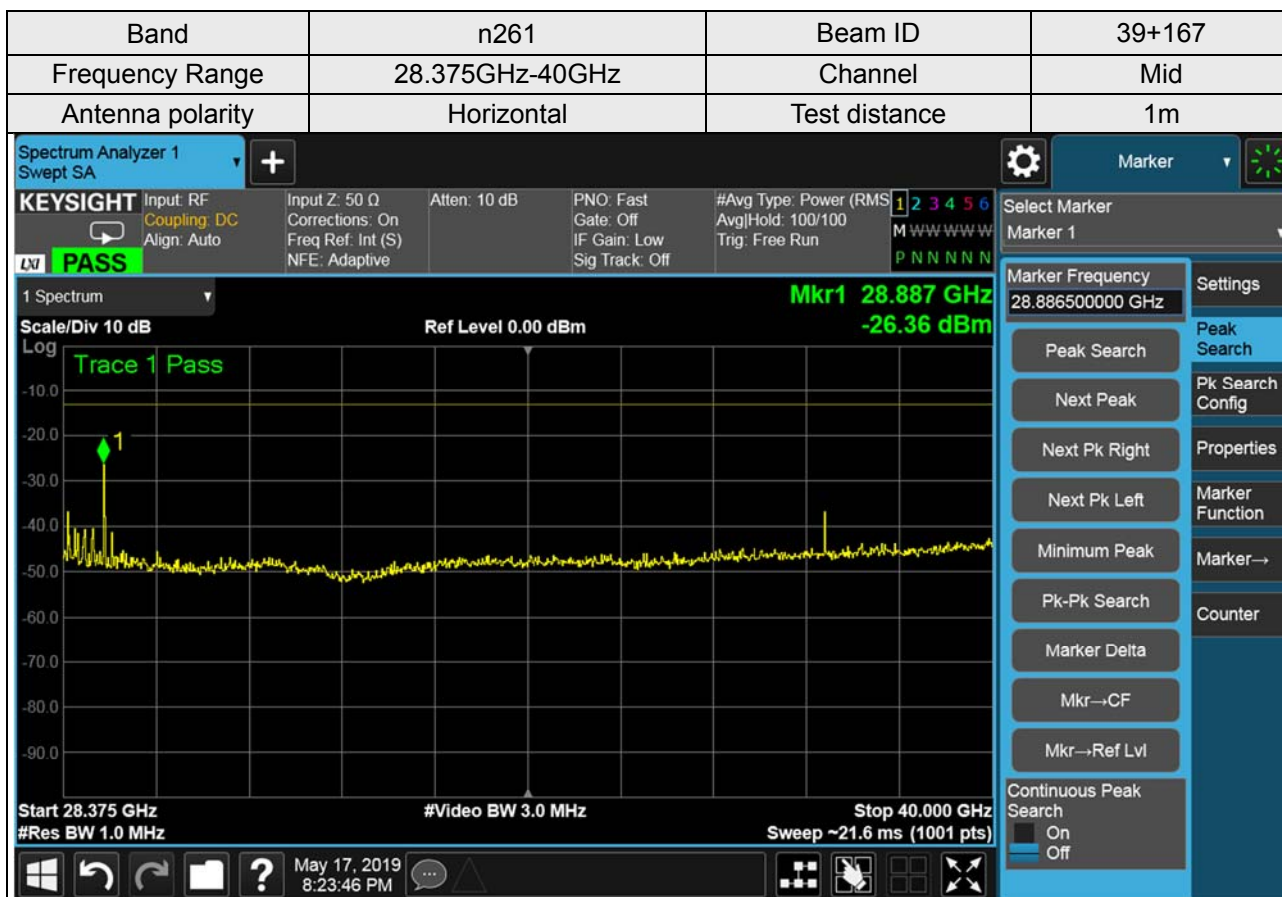 Band n261 Beam ID 39+167
Frequency Range 28.375GHz-40GHz Channel Mid
Antenna polarity Horizontal Test distance 1m
Spectrum Analyzer 1
Swept SA
+
Marker
KEYSIGHT
LXI PASS
Input: RF
Coupling: DC
Align: Auto
Input Z: 50 Ω
Corrections: On
Freq Ref: Int (S)
NFE: Adaptive
Atten: 10 dB
PNO: Fast
Gate: Off
IF Gain: Low
Sig Track: Off
#Avg Type: Power (RMS
Avg|Hold: 100/100
Trig: Free Run
1 2 3 4 5 6
M W W W W W
P N N N N N
Select Marker
Marker 1
1 Spectrum
Scale/Div 10 dB
Ref Level 0.00 dBm
Mkr1 28.887 GHz
-26.36 dBm
Log
Trace 1 Pass
1
-10.0
-20.0
-30.0
-40.0
-50.0
-60.0
-70.0
-80.0
-90.0
Start 28.375 GHz
#Res BW 1.0 MHz
#Video BW 3.0 MHz
Stop 40.000 GHz
Sweep ~21.6 ms (1001 pts)
Marker Frequency
28.886500000 GHz
Peak Search
Next Peak
Next Pk Right
Next Pk Left
Minimum Peak
Pk-Pk Search
Marker Delta
Mkr→CF
Mkr→Ref Lvl
Continuous Peak
Search
On
Off
Settings
Peak
Search
Pk Search
Config
Properties
Marker
Function
Marker→
Counter
?
May 17, 2019
8:23:46 PM